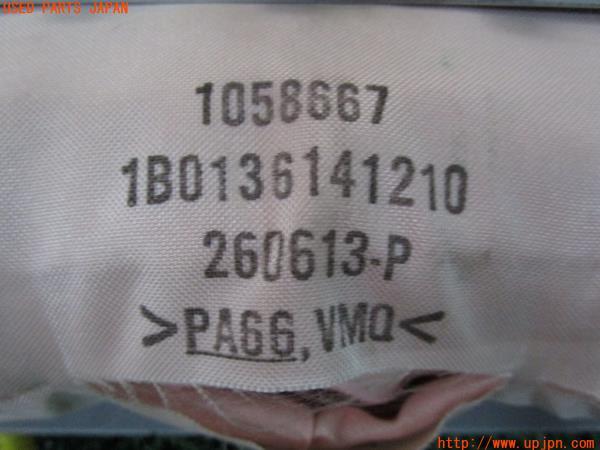 USED PARTS JAPAN
1058667
1B0136141210
260613-P
>PA66,VMQ<
http://www.upjpn.com/